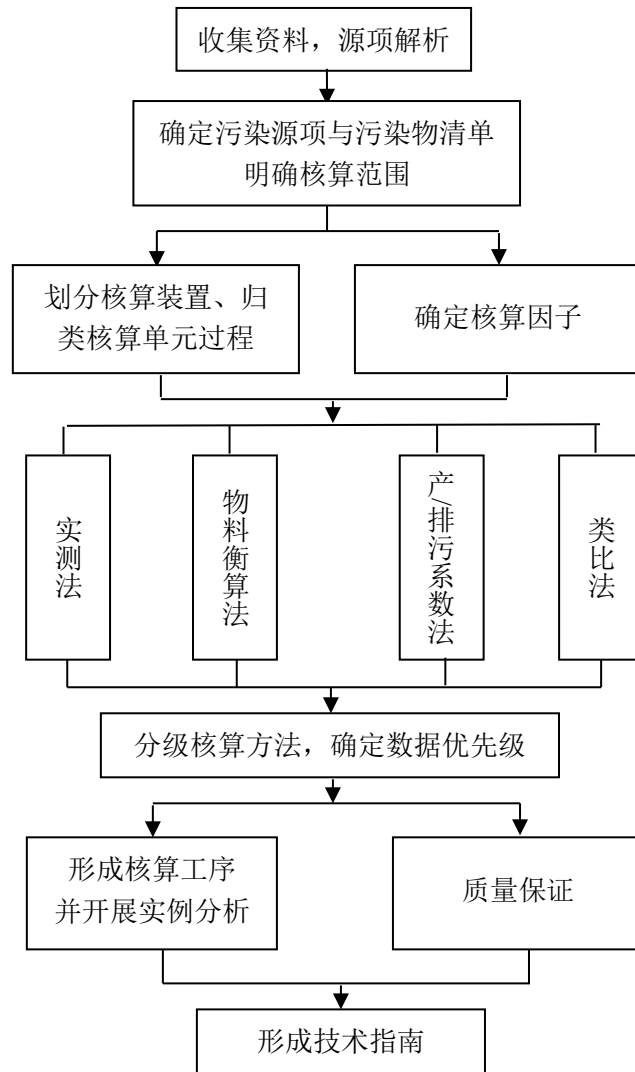 收集资料，源项解析
确定污染源项与污染物清单
明确核算范围
划分核算装置、归
类核算单元过程
确定核算因子
实测法
物料衡算法
产/排污系数法
类比法
分级核算方法，确定数据优先级
形成核算工序
并开展实例分析
质量保证
形成技术指南